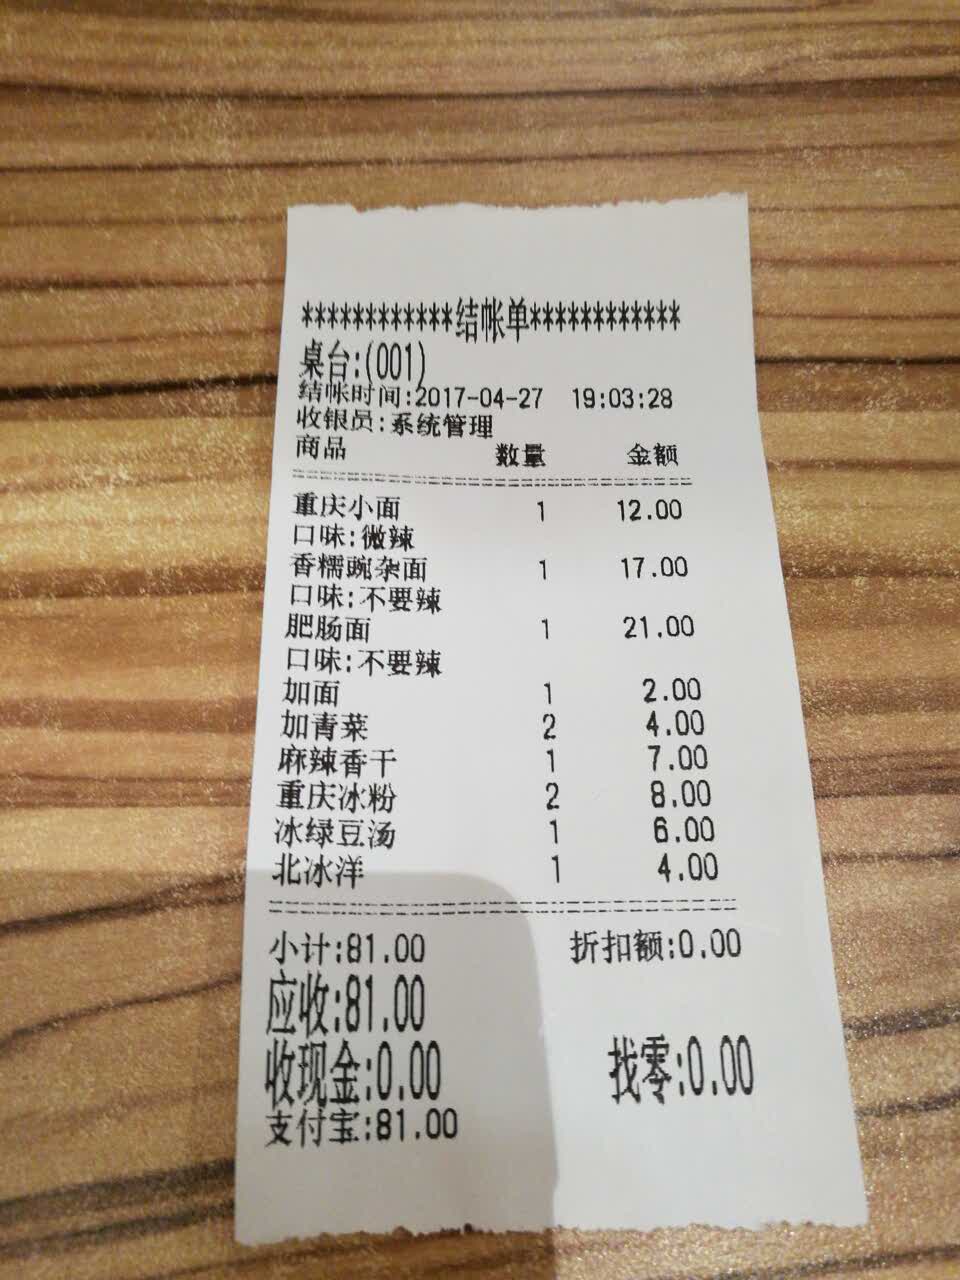 ************结帐单************
桌台:(001)
结帐时间:2017-04-27 19:03:28
收银员:系统管理
商品 数量 金额
重庆小面 1 12.00
口味:微辣
香糯豌杂面 1 17.00
口味:不要辣
肥肠面 1 21.00
口味:不要辣
加面 1 2.00
加青菜 2 4.00
麻辣香干 1 7.00
重庆冰粉 2 8.00
冰绿豆汤 1 6.00
北冰洋 1 4.00
小计:81.00 折扣额:0.00
应收:81.00
收现金:0.00 找零:0.00
支付宝:81.00